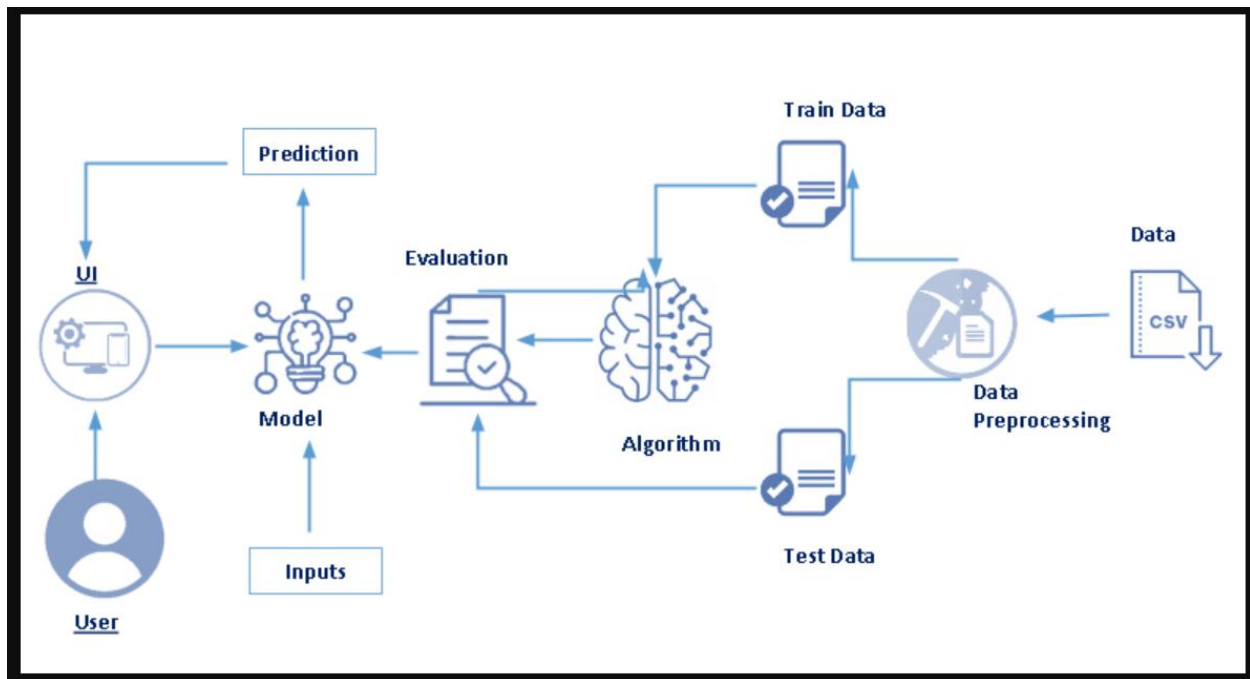 Train Data
Prediction
Data
Evaluation
UI
CSV
Model
Data
Preprocessing
Algorithm
Inputs
Test Data
User